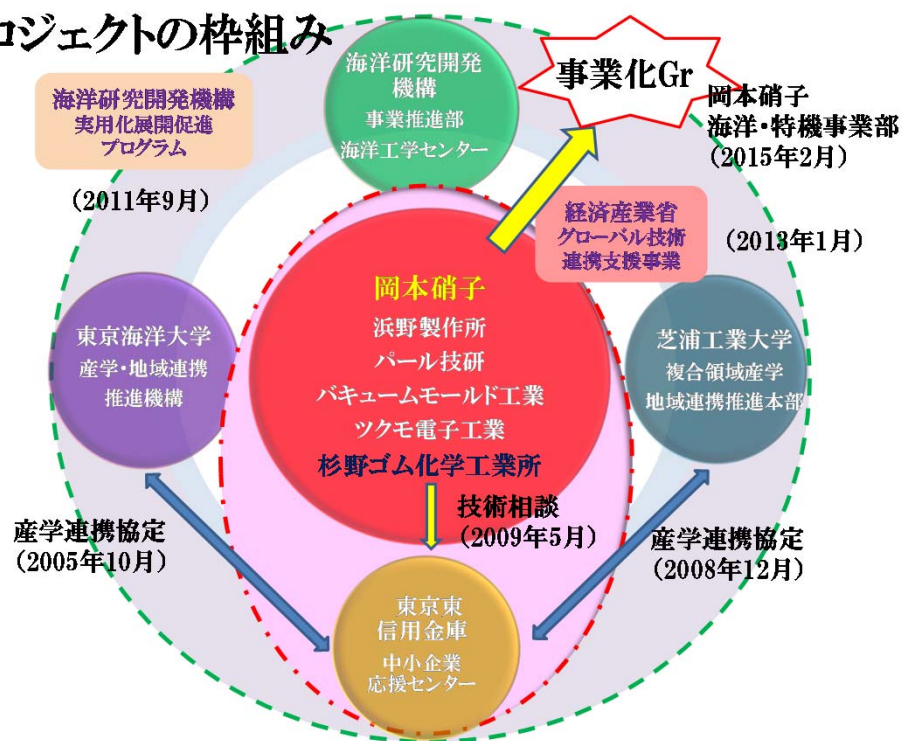 ロジェクトの枠組み
海洋研究開発機構
実用化展開促進
プログラム
(2011年9月)
海洋研究開発
機構
事業推進部
海洋工学センター
事業化Gr
岡本硝子
海洋・特機事業部
(2015年2月)
経済産業省
グローバル技術
連携支援事業
(2013年1月)
東京海洋大学
産学・地域連携
推進機構
岡本硝子
浜野製作所
パール技研
バキュームモールド工業
ツクモ電子工業
杉野ゴム化学工業所
芝浦工業大学
複合領域産学
地域連携推進本部
技術相談
(2009年5月)
産学連携協定
(2005年10月)
産学連携協定
(2008年12月)
東京東
信用金庫
中小企業
応援センター